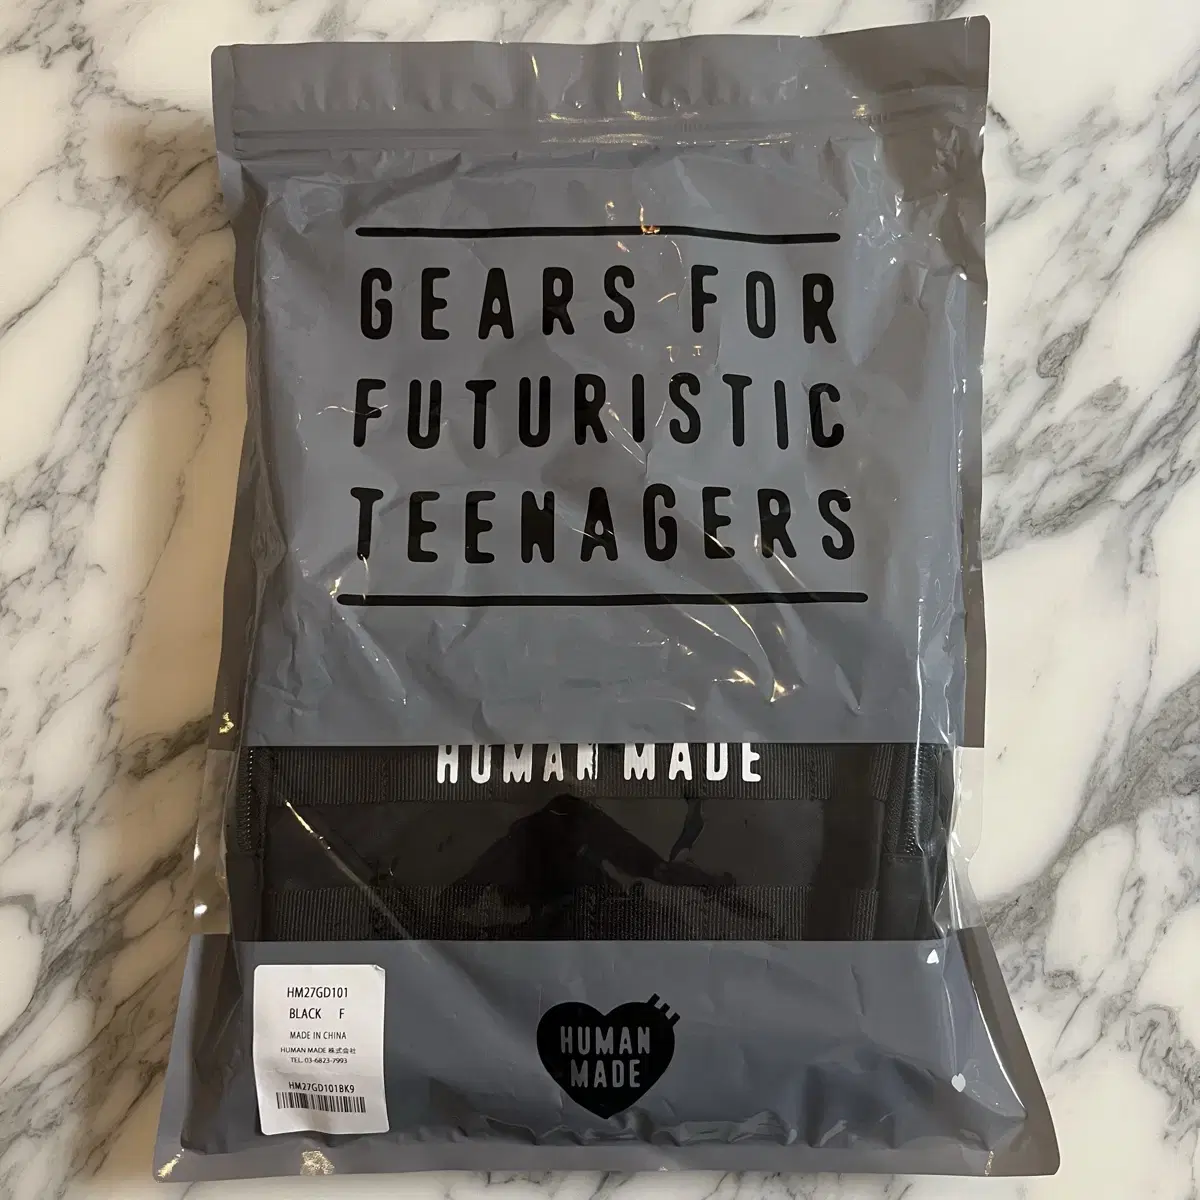 GEARS FOR
FUTURISTIC
TEENAGERS
HUMAN MADE
HM27GD101
BLACK F
MADE IN CHINA
HUMAN MADE 株式会社
TEL. 03-6823-7993
HM27GD101BK9
HUMAN
MADE